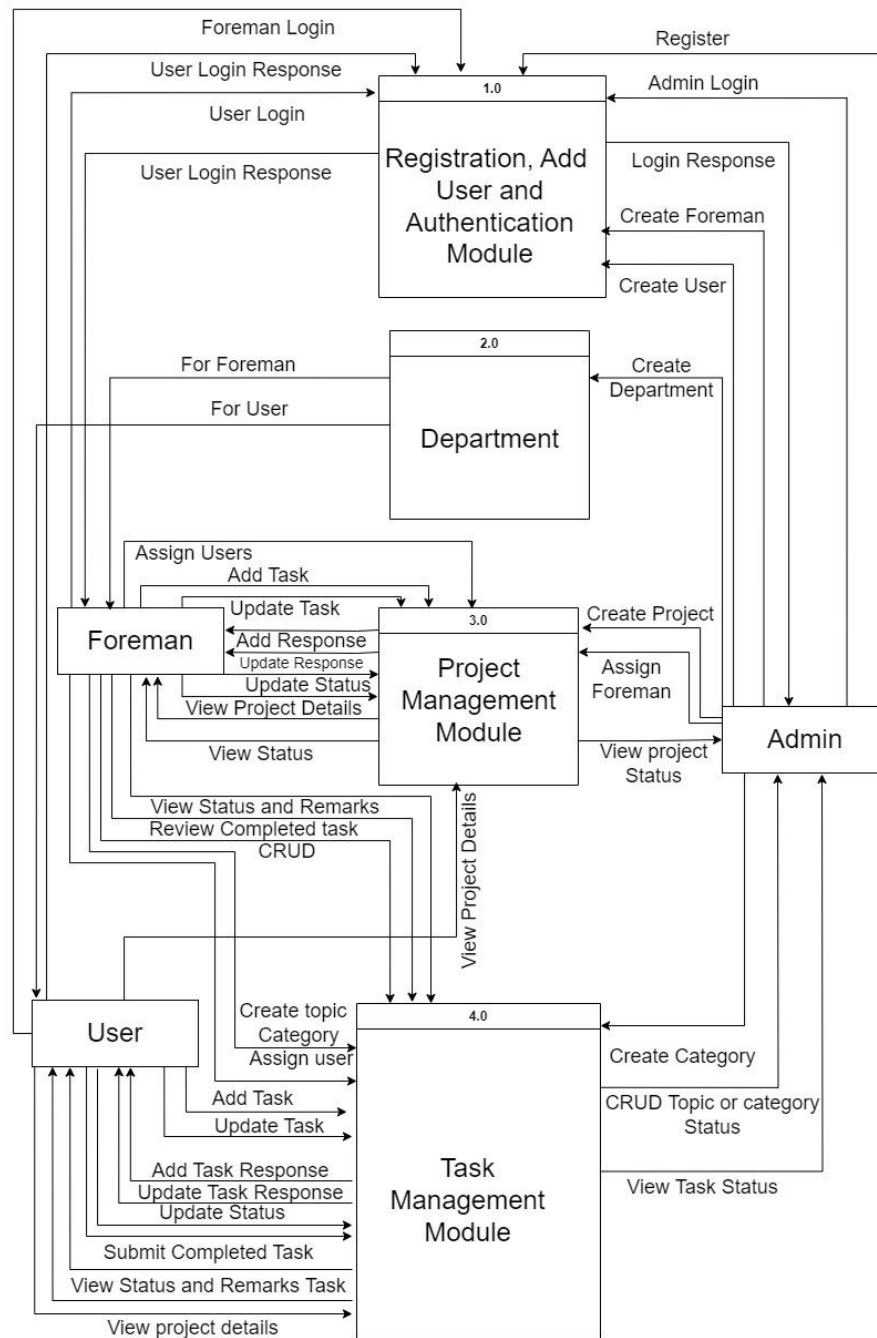 Foreman Login
Register
User Login Response
1.0
Admin Login
User Login
User Login Response
Registration, Add
User and
Authentication
Module
Login Response
Create Foreman
Create User
2.0
For Foreman
Create
Department
For User
Department
Assign Users
Add Task
Update Task
3.0
Create Project
Foreman
Add Response
Update Response
Project
Management
Module
Assign
Foreman
Update Status
View Project Details
Admin
View Status
View project
Status
View Status and Remarks
Review Completed task
CRUD
View Project Details
User
4.0
Create topic
Category
Assign user
Create Category
Add Task
CRUD Topic or category
Status
Update Task
Add Task Response
Update Task Response
Update Status
Task
Management
Module
View Task Status
Submit Completed Task
View Status and Remarks Task
View project details